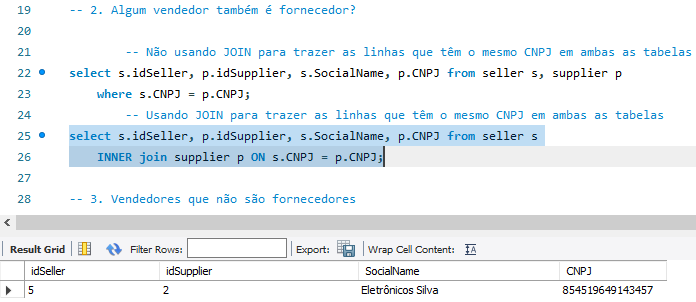 19 -- 2. Algum vendedor também é fornecedor?
20
21 -- Não usando JOIN para trazer as linhas que têm o mesmo CNPJ em ambas as tabelas
22 select s.idSeller, p.idSupplier, s.SocialName, p.CNPJ from seller s, supplier p
23 where s.CNPJ = p.CNPJ;
24 -- Usando JOIN para trazer as linhas que têm o mesmo CNPJ em ambas as tabelas
25 select s.idSeller, p.idSupplier, s.SocialName, p.CNPJ from seller s
26 INNER join supplier p ON s.CNPJ = p.CNPJ;
27
28 -- 3. Vendedores que não são fornecedores
Result Grid Filter Rows: Export: Wrap Cell Content: IA
idSeller idSupplier SocialName CNPJ
5 2 Eletrônicos Silva 854519649143457